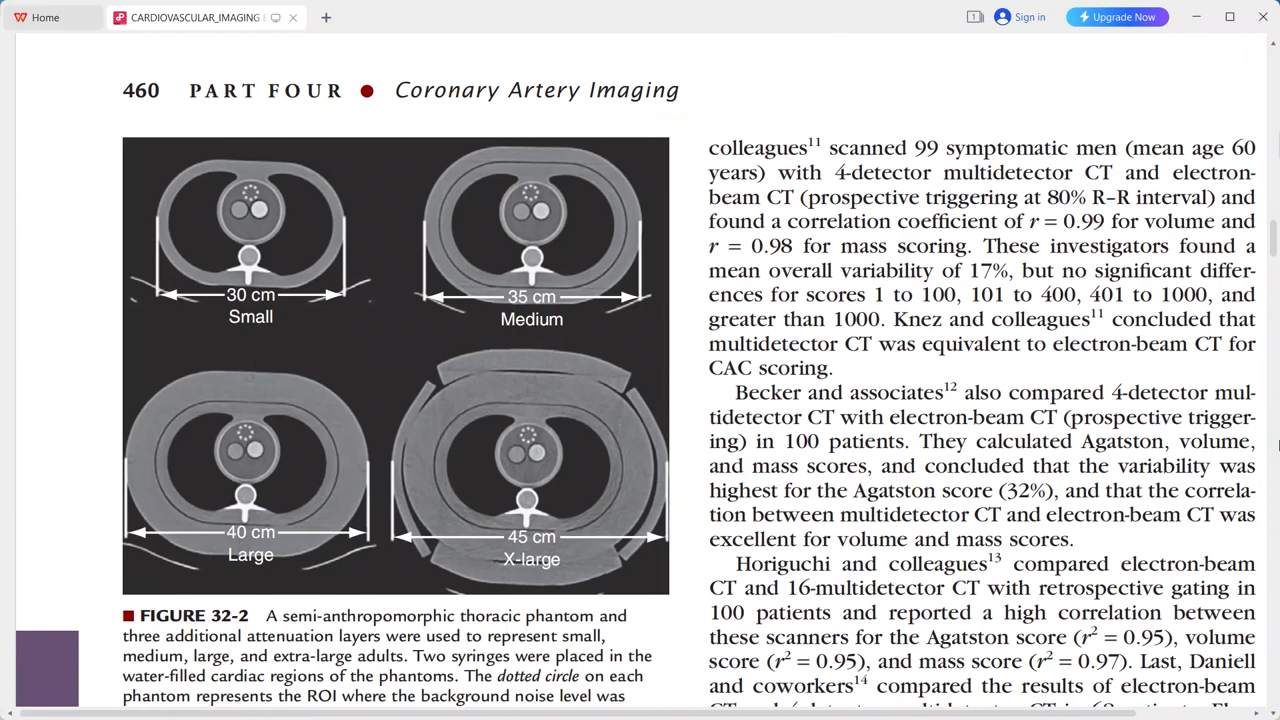 Home
CARDIOVASCULAR_IMAGING
Sign in
Upgrade Now
460 PART FOUR ● Coronary Artery Imaging
30 cm
Small
35 cm
Medium
40 cm
Large
45 cm
X-large
■ FIGURE 32-2 A semi-anthropomorphic thoracic phantom and
three additional attenuation layers were used to represent small,
medium, large, and extra-large adults. Two syringes were placed in the
water-filled cardiac regions of the phantoms. The dotted circle on each
phantom represents the ROI where the background noise level was
colleagues¹¹ scanned 99 symptomatic men (mean age 60
years) with 4-detector multidetector CT and electron-
beam CT (prospective triggering at 80% R–R interval) and
found a correlation coefficient of r = 0.99 for volume and
r = 0.98 for mass scoring. These investigators found a
mean overall variability of 17%, but no significant differ-
ences for scores 1 to 100, 101 to 400, 401 to 1000, and
greater than 1000. Knez and colleagues¹¹ concluded that
multidetector CT was equivalent to electron-beam CT for
CAC scoring.
Becker and associates¹² also compared 4-detector mul-
tidetector CT with electron-beam CT (prospective trigger-
ing) in 100 patients. They calculated Agatston, volume,
and mass scores, and concluded that the variability was
highest for the Agatston score (32%), and that the correla-
tion between multidetector CT and electron-beam CT was
excellent for volume and mass scores.
Horiguchi and colleagues¹³ compared electron-beam
CT and 16-multidetector CT with retrospective gating in
100 patients and reported a high correlation between
these scanners for the Agatston score (r² = 0.95), volume
score (r² = 0.95), and mass score (r² = 0.97). Last, Daniell
and coworkers¹⁴ compared the results of electron-beam